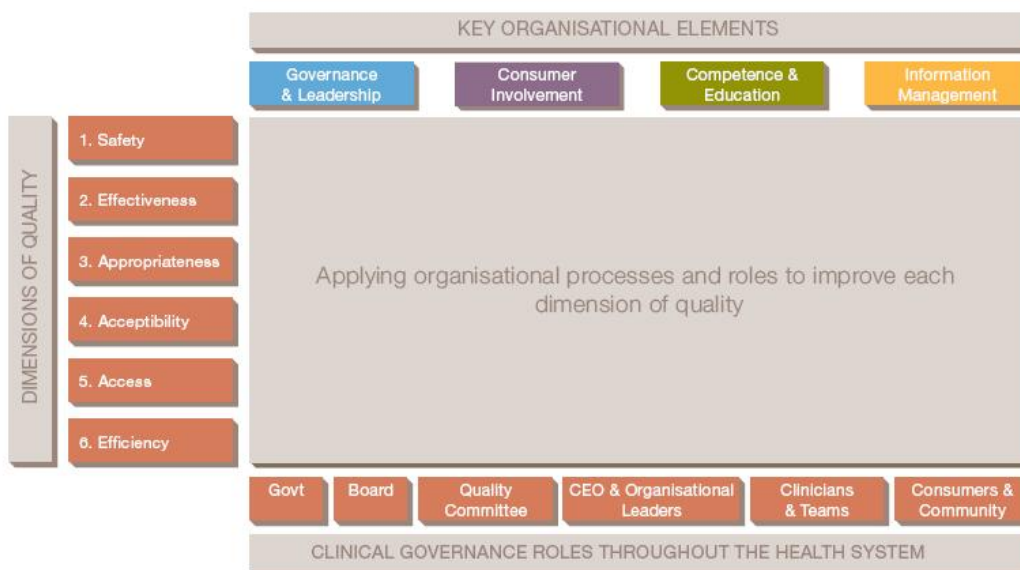 KEY ORGANISATIONAL ELEMENTS
Governance
& Leadership
Consumer
Involvement
Competence &
Education
Information
Management
DIMENSIONS OF QUALITY
1. Safety
2. Effectiveness
3. Appropriateness
4. Acceptibility
5. Access
6. Efficiency
Applying organisational processes and roles to improve each
dimension of quality
Govt
Board
Quality
Committee
CEO & Organisational
Leaders
Clinicians
& Teams
Consumers &
Community
CLINICAL GOVERNANCE ROLES THROUGHOUT THE HEALTH SYSTEM